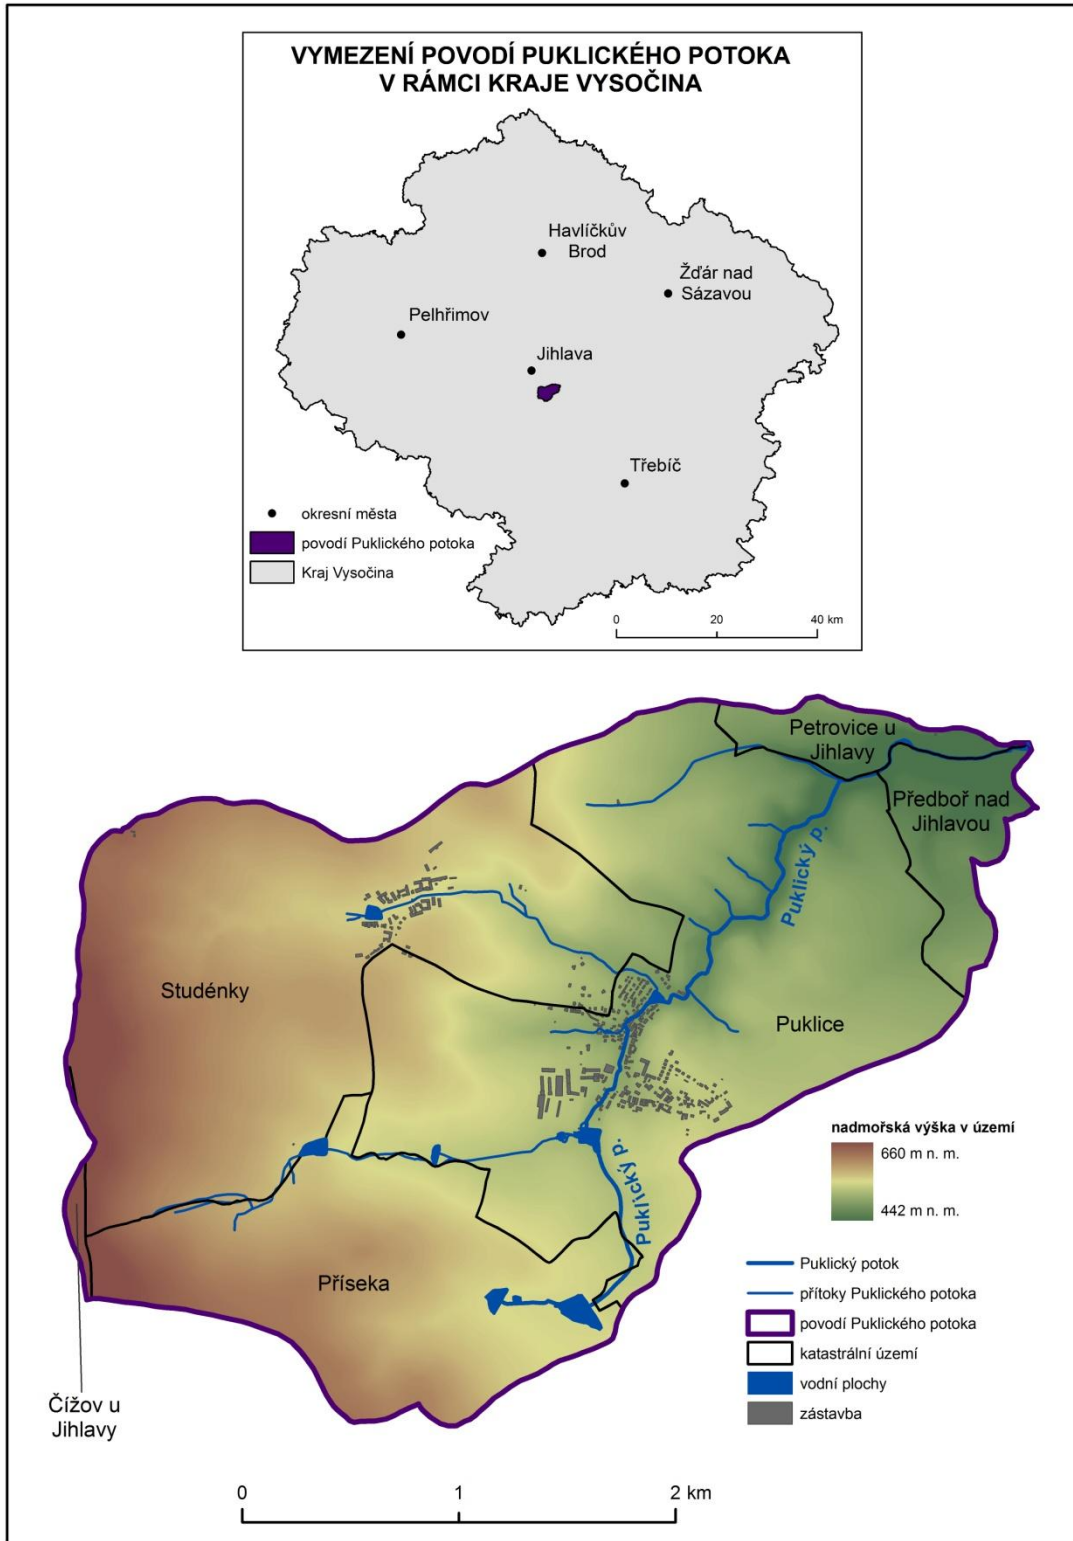 VYMEZENÍ POVODÍ PUKLICKÉHO POTOKA
V RÁMCI KRAJE VYSOČINA
Havlíčkův
Brod
Žďár nad
Sázavou
Pelhřimov
Jihlava
Třebíč
okresní města
povodí Puklického potoka
Kraj Vysočina
0 20 40 km
Petrovice u
Jihlavy
Předboř nad
Jihlavou
Puklický p.
Studénky
Puklice
Puklický p.
Příseka
Čížov u
Jihlavy
nadmořská výška v území
660 m n. m.
442 m n. m.
Puklický potok
přítoky Puklického potoka
povodí Puklického potoka
katastrální území
vodní plochy
zástavba
0 1 2 km